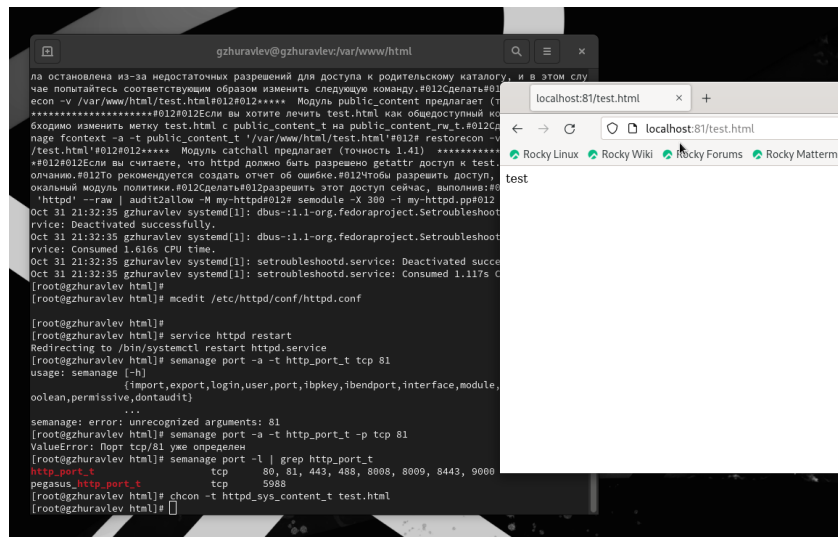 gzhuravlev@gzhuravlev:/var/www/html
ла остановлена из-за недостаточных разрешений для доступа к родительскому каталогу, и в этом слу
чае попытайтесь соответствующим образом изменить следующую команду.#012Сделать#01
econ -v /var/www/html/test.html#012#012***** Модуль public_content предлагает (т
*********************#012#012Если вы хотите лечить test.html как общедоступный ко
бходимо изменить метку test.html с public_content_t на public_content_rw_t.#012Сд
nage fcontext -a -t public_content_t '/var/www/html/test.html'#012# restorecon -v
/test.html'#012#012***** Модуль catchall предлагает (точность 1.41) **********
*#012#012Если вы считаете, что httpd должно быть разрешено getattr доступ к test.
олчанию.#012То рекомендуется создать отчет об ошибке.#012Чтобы разрешить доступ,
окальный модуль политики.#012Сделать#012разрешить этот доступ сейчас, выполнив:#0
'httpd' --raw | audit2allow -M my-httpd#012# semodule -X 300 -i my-httpd.pp#012
Oct 31 21:32:35 gzhuravlev systemd[1]: dbus-:1.1-org.fedoraproject.Setroubleshoot
rvice: Deactivated successfully.
Oct 31 21:32:35 gzhuravlev systemd[1]: dbus-:1.1-org.fedoraproject.Setroubleshoot
rvice: Consumed 1.616s CPU time.
Oct 31 21:32:35 gzhuravlev systemd[1]: setroubleshootd.service: Deactivated succe
Oct 31 21:32:35 gzhuravlev systemd[1]: setroubleshootd.service: Consumed 1.117s C
[root@gzhuravlev html]#
[root@gzhuravlev html]# mcedit /etc/httpd/conf/httpd.conf
[root@gzhuravlev html]#
[root@gzhuravlev html]# service httpd restart
Redirecting to /bin/systemctl restart httpd.service
[root@gzhuravlev html]# semanage port -a -t http_port_t tcp 81
usage: semanage [-h]
{import,export,login,user,port,ibpkey,ibendport,interface,module,
oolean,permissive,dontaudit}
...
semanage: error: unrecognized arguments: 81
[root@gzhuravlev html]# semanage port -a -t http_port_t -p tcp 81
ValueError: Порт tcp/81 уже определен
[root@gzhuravlev html]# semanage port -l | grep http_port_t
http_port_t tcp 80, 81, 443, 488, 8008, 8009, 8443, 9000
pegasus_http_port_t tcp 5988
[root@gzhuravlev html]# chcon -t httpd_sys_content_t test.html
[root@gzhuravlev html]#
localhost:81/test.html
localhost:81/test.html
Rocky Linux Rocky Wiki Rocky Forums Rocky Matterm
test